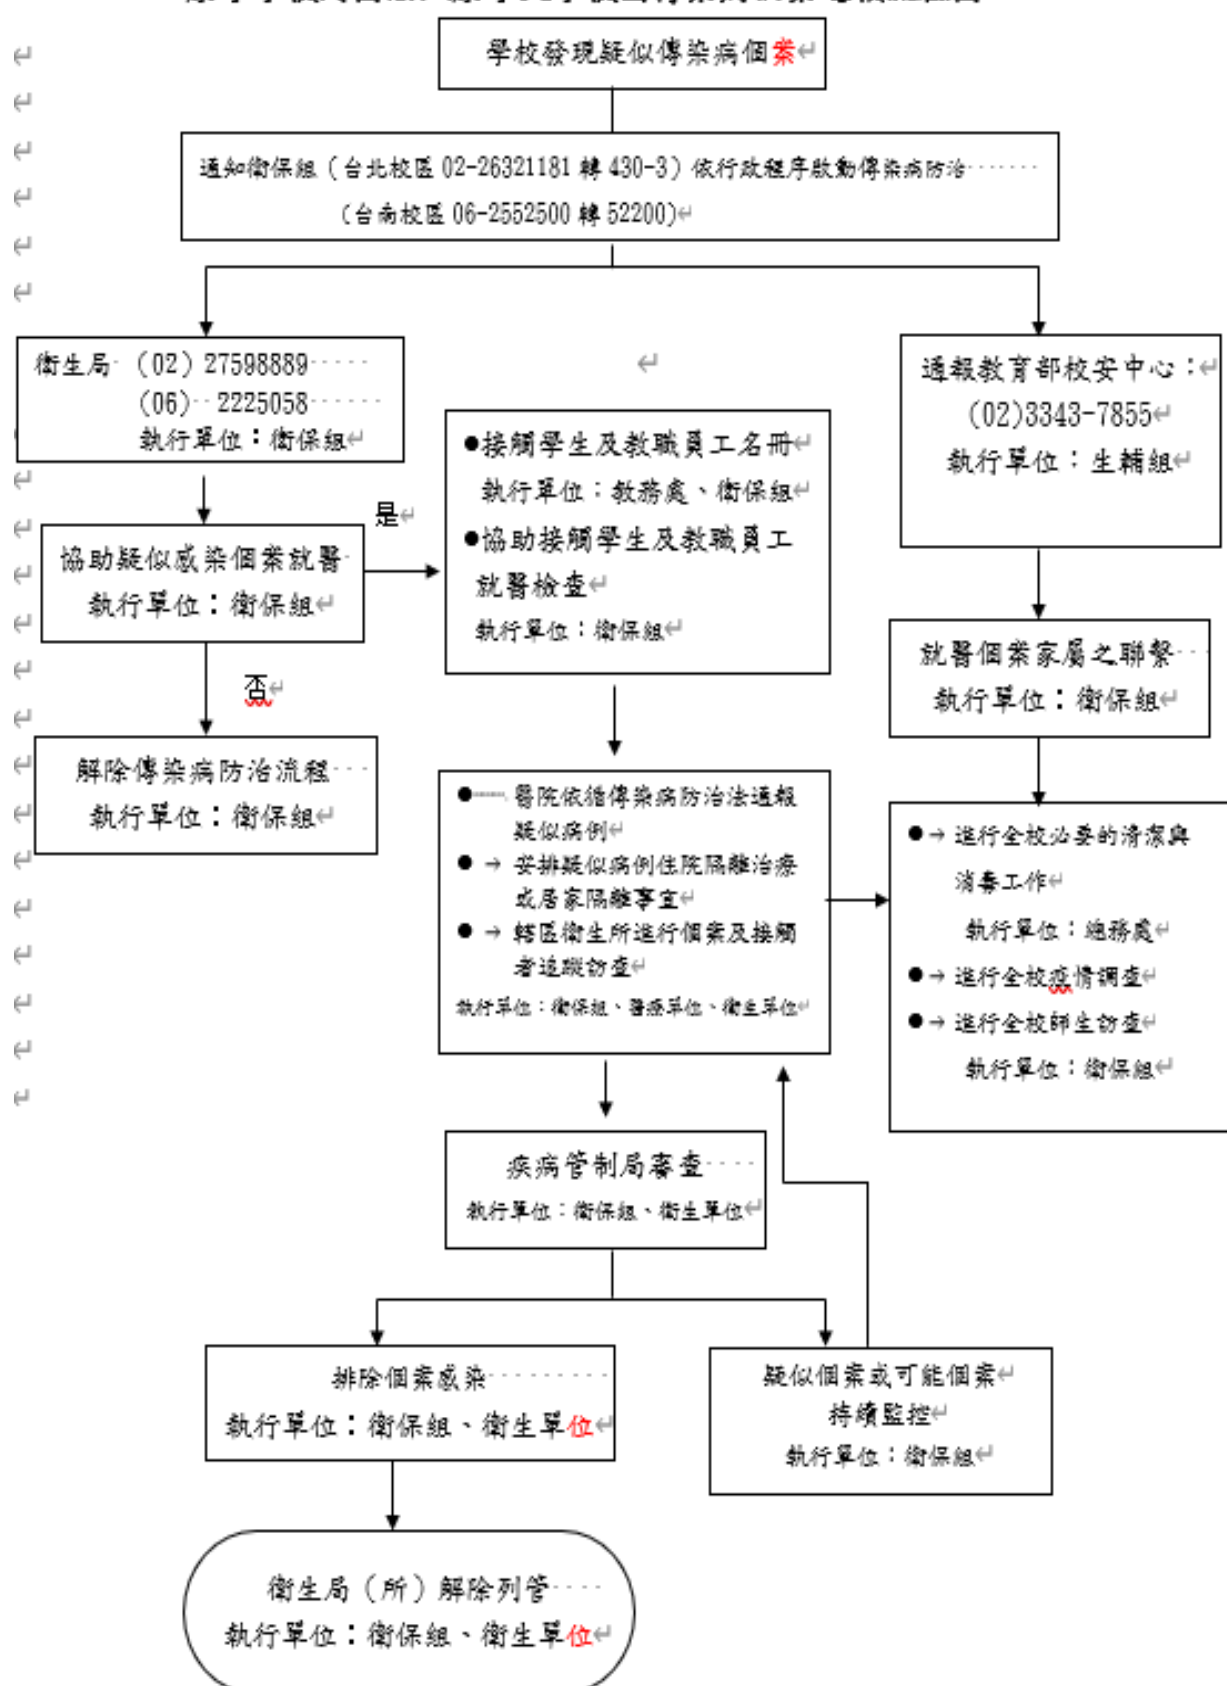 學校發現疑似傳染病個案
通知衛保組（台北校區 02-26321181 轉 430-3）依行政程序啟動傳染病防治
(台南校區 06-2552500 轉 52200)
衛生局 (02) 27598889
(06) 2225058
執行單位：衛保組
通報教育部校安中心：
(02)3343-7855
執行單位：生輔組
●接觸學生及教職員工名冊
執行單位：教務處、衛保組
●協助接觸學生及教職員工
就醫檢查
執行單位：衛保組
是
協助疑似感染個案就醫
執行單位：衛保組
否
解除傳染病防治流程
執行單位：衛保組
就醫個案家屬之聯繫
執行單位：衛保組
● 醫院依循傳染病防治法通報
疑似病例
● → 安排疑似病例住院隔離治療
或居家隔離事宜
● → 轄區衛生所進行個案及接觸
者追蹤訪查
執行單位：衛保組、醫療單位、衛生單位
● → 進行全校必要的清潔與
消毒工作
執行單位：總務處
● → 進行全校疫情調查
● → 進行全校師生訪查
執行單位：衛保組
疾病管制局審查
執行單位：衛保組、衛生單位
排除個案感染
執行單位：衛保組、衛生單位
疑似個案或可能個案
持續監控
執行單位：衛保組
衛生局（所）解除列管
執行單位：衛保組、衛生單位